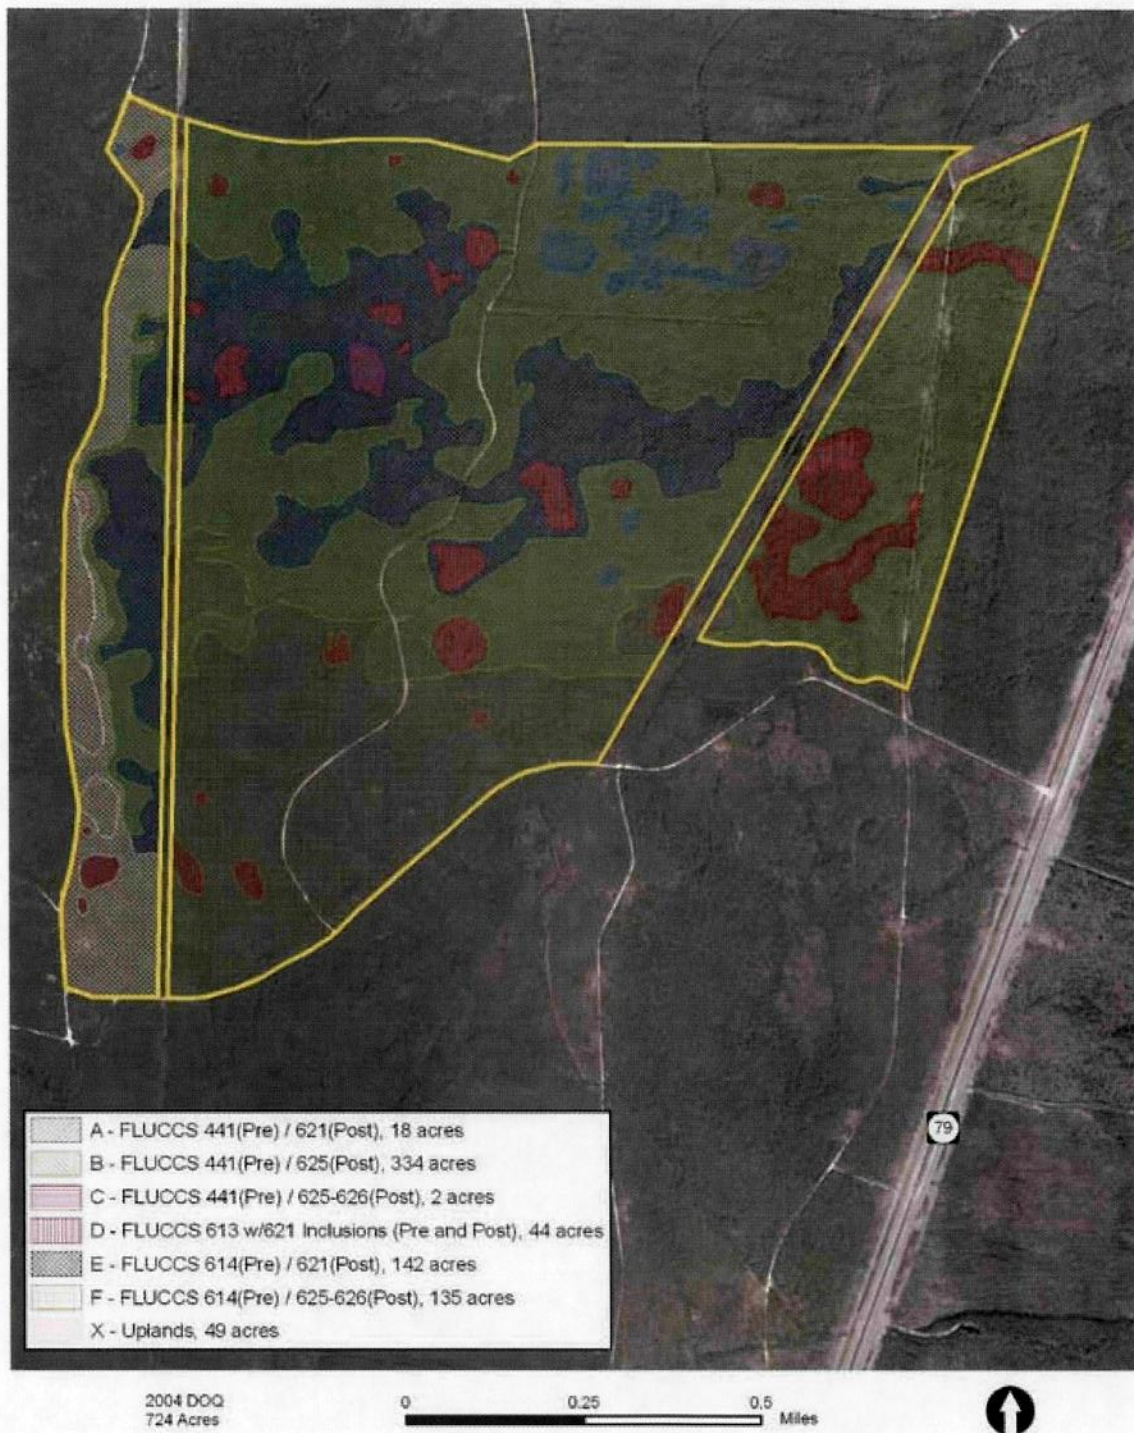 79
A - FLUCCS 441(Pre) / 621(Post), 18 acres
B - FLUCCS 441(Pre) / 625(Post), 334 acres
C - FLUCCS 441(Pre) / 625-626(Post), 2 acres
D - FLUCCS 613 w/621 Inclusions (Pre and Post), 44 acres
E - FLUCCS 614(Pre) / 621(Post), 142 acres
F - FLUCCS 614(Pre) / 625-626(Post), 135 acres
X - Uplands, 49 acres
2004 DOQ
724 Acres
0 0.25 0.5
Miles